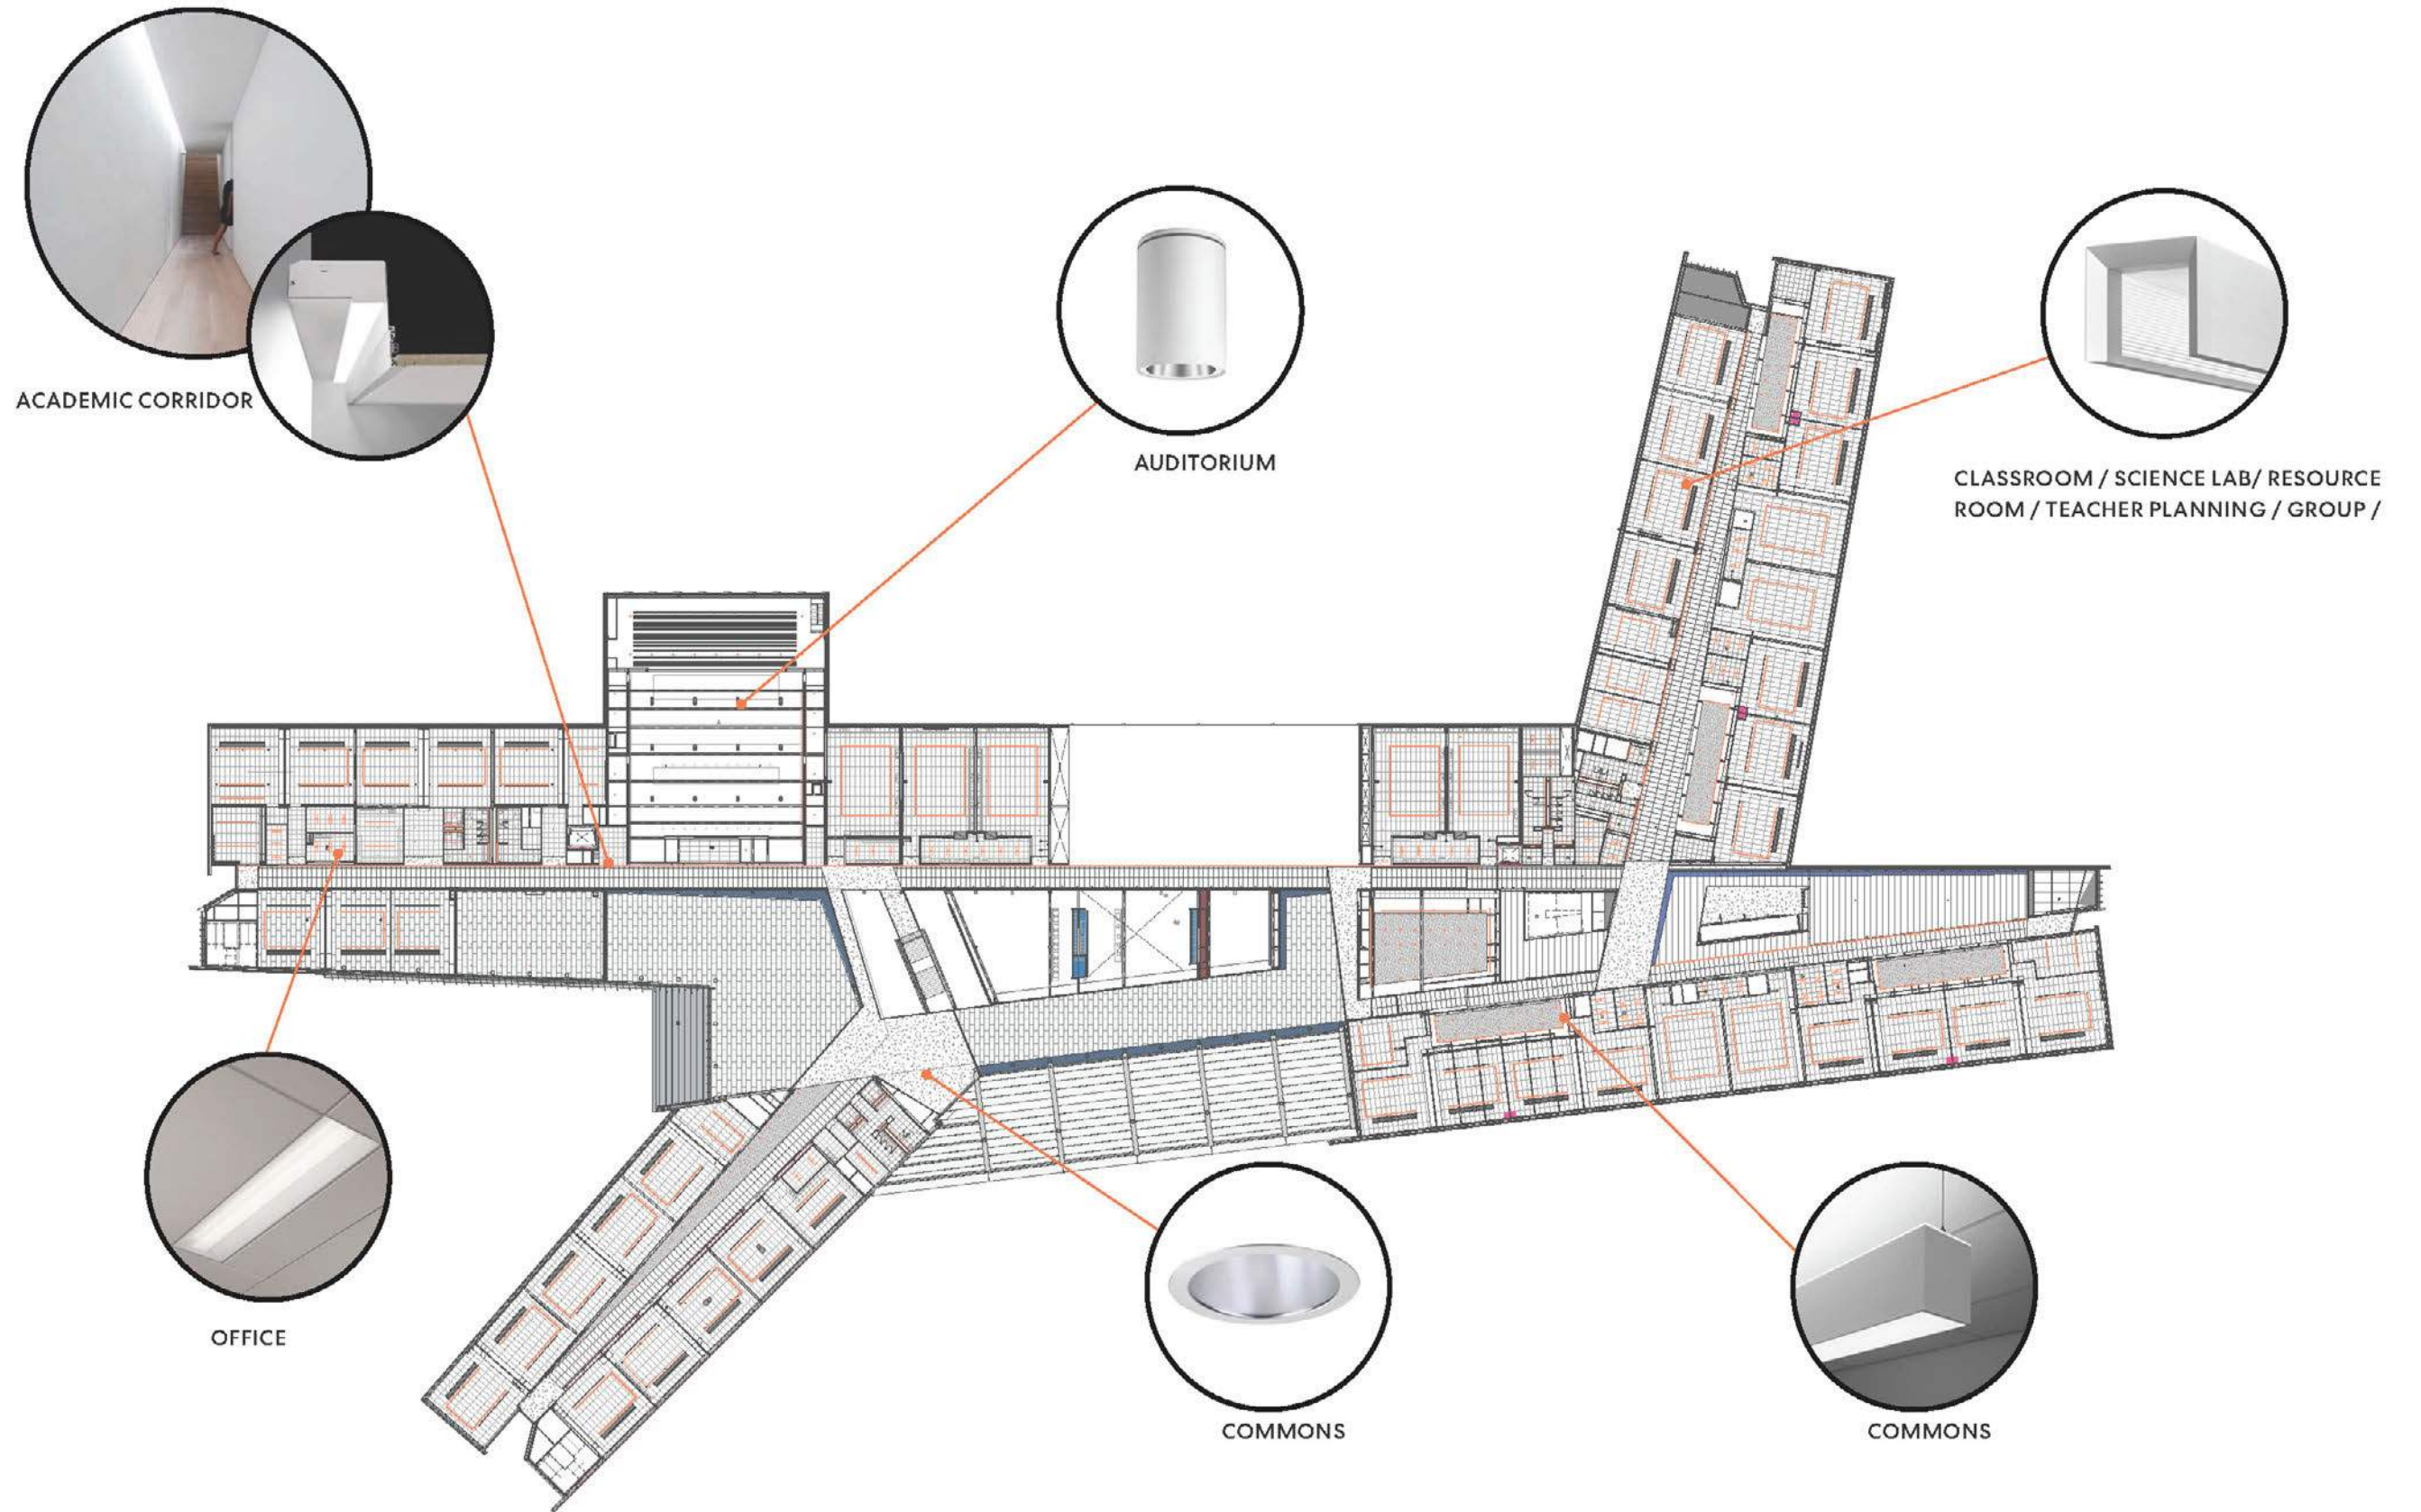 ACADEMIC CORRIDOR
AUDITORIUM
CLASSROOM / SCIENCE LAB/ RESOURCE
ROOM / TEACHER PLANNING / GROUP /
OFFICE
COMMONS
COMMONS